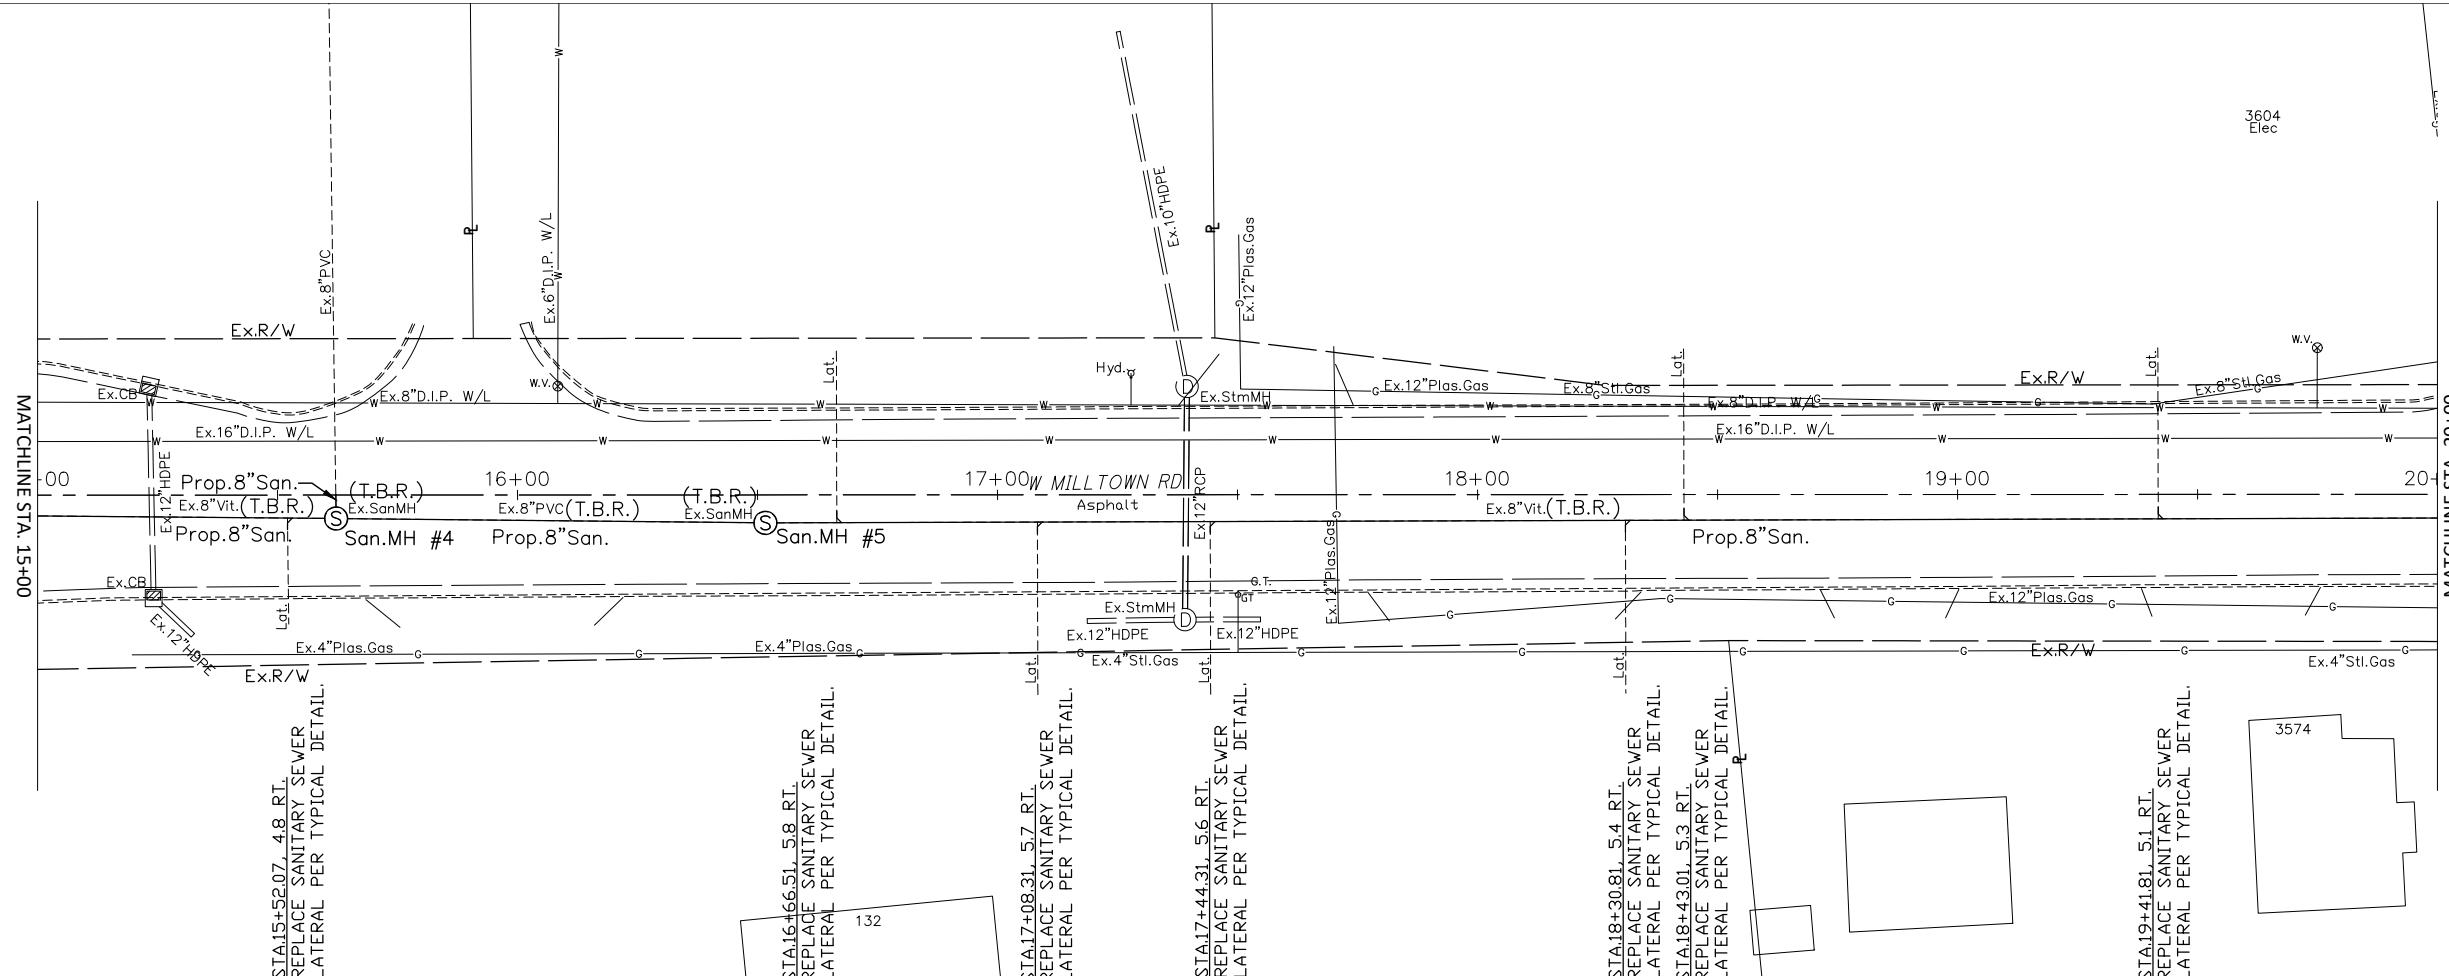 3604
Elec
W
Ex.10"HDPE
Ex.6"D.I.P. W/L
Ex.12"Plas.Gas
Ex.8"PVC
PL
PL
W
G
Ex.R/W
Lat.
Lat.
Lat.
W.V.
Hyd.
W.V.
D
Ex.CB
Ex.8"D.I.P. W/L
Ex.StmMH
Ex.12"Plas.Gas
Ex.8"Stl.Gas
Ex.R/W
Ex.8"Stl.Gas
Ex.8"D.I.P. W/L
Ex.16"D.I.P. W/L
Ex.16"D.I.P. W/L
MATCHLINE STA. 15+00
Ex.12"HDPE
00
16+00
17+00
W MILLTOWN RD
18+00
19+00
20
Prop.8"San.
(T.B.R.)
(T.B.R.)
Ex.8"Vit.(T.B.R.)
Ex.SanMH
Ex.8"PVC(T.B.R.)
Ex.SanMH
Asphalt
Ex.12"RCP
Ex.8"Vit.(T.B.R.)
S
S
Prop.8"San.
San.MH #4
Prop.8"San.
San.MH #5
Prop.8"San.
Ex.12"Plas.Gas
Ex.CB
G.T.
GT
Lat.
Ex.StmMH
D
Ex.12"Plas.Gas
Ex.12"HDPE
Ex.12"HDPE
Ex.12"HDPE
Ex.4"Plas.Gas
Ex.4"Plas.Gas
Ex.4"Stl.Gas
Ex.R/W
Ex.4"Stl.Gas
Ex.R/W
Lat.
Lat.
Lat.
STA.15+52.07, 4.8 RT.
REPLACE SANITARY SEWER
LATERAL PER TYPICAL DETAIL.
STA.16+66.51, 5.8 RT.
REPLACE SANITARY SEWER
LATERAL PER TYPICAL DETAIL.
STA.17+08.31, 5.7 RT.
REPLACE SANITARY SEWER
LATERAL PER TYPICAL DETAIL.
STA.17+44.31, 5.6 RT.
REPLACE SANITARY SEWER
LATERAL PER TYPICAL DETAIL.
STA.18+30.81, 5.4 RT.
REPLACE SANITARY SEWER
LATERAL PER TYPICAL DETAIL.
STA.18+43.01, 5.3 RT.
REPLACE SANITARY SEWER
LATERAL PER TYPICAL DETAIL.
PL
STA.19+41.81, 5.1 RT.
REPLACE SANITARY SEWER
LATERAL PER TYPICAL DETAIL.
3574
132